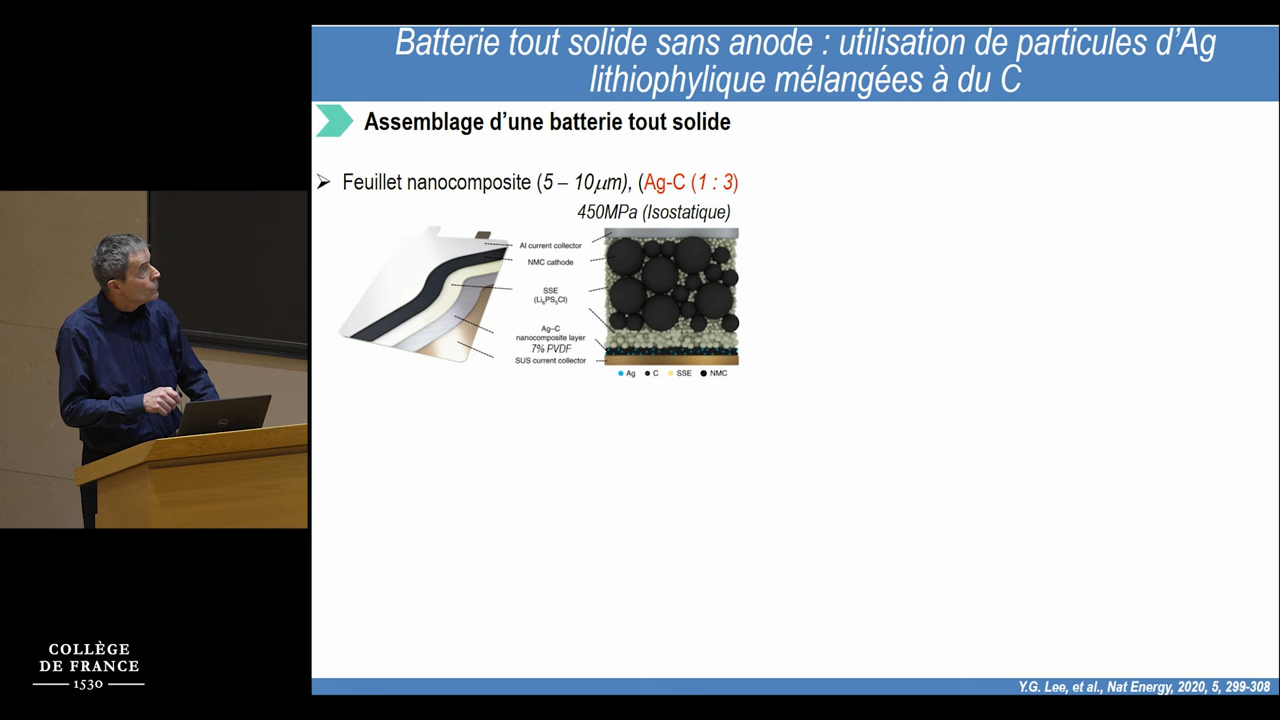 Batterie tout solide sans anode : utilisation de particules d’Ag
lithiophylique mélangées à du C
Assemblage d’une batterie tout solide
Feuillet nanocomposite (5 – 10µm), (Ag-C (1 : 3)
450MPa (Isostatique)
Al current collector
NMC cathode
SSE
(Li₆PS₅Cl)
Ag–C
nanocomposite layer
7% PVDF
SUS current collector
Ag
C
SSE
NMC
COLLÈGE
DE FRANCE
1530
Y.G. Lee, et al., Nat Energy, 2020, 5, 299-308